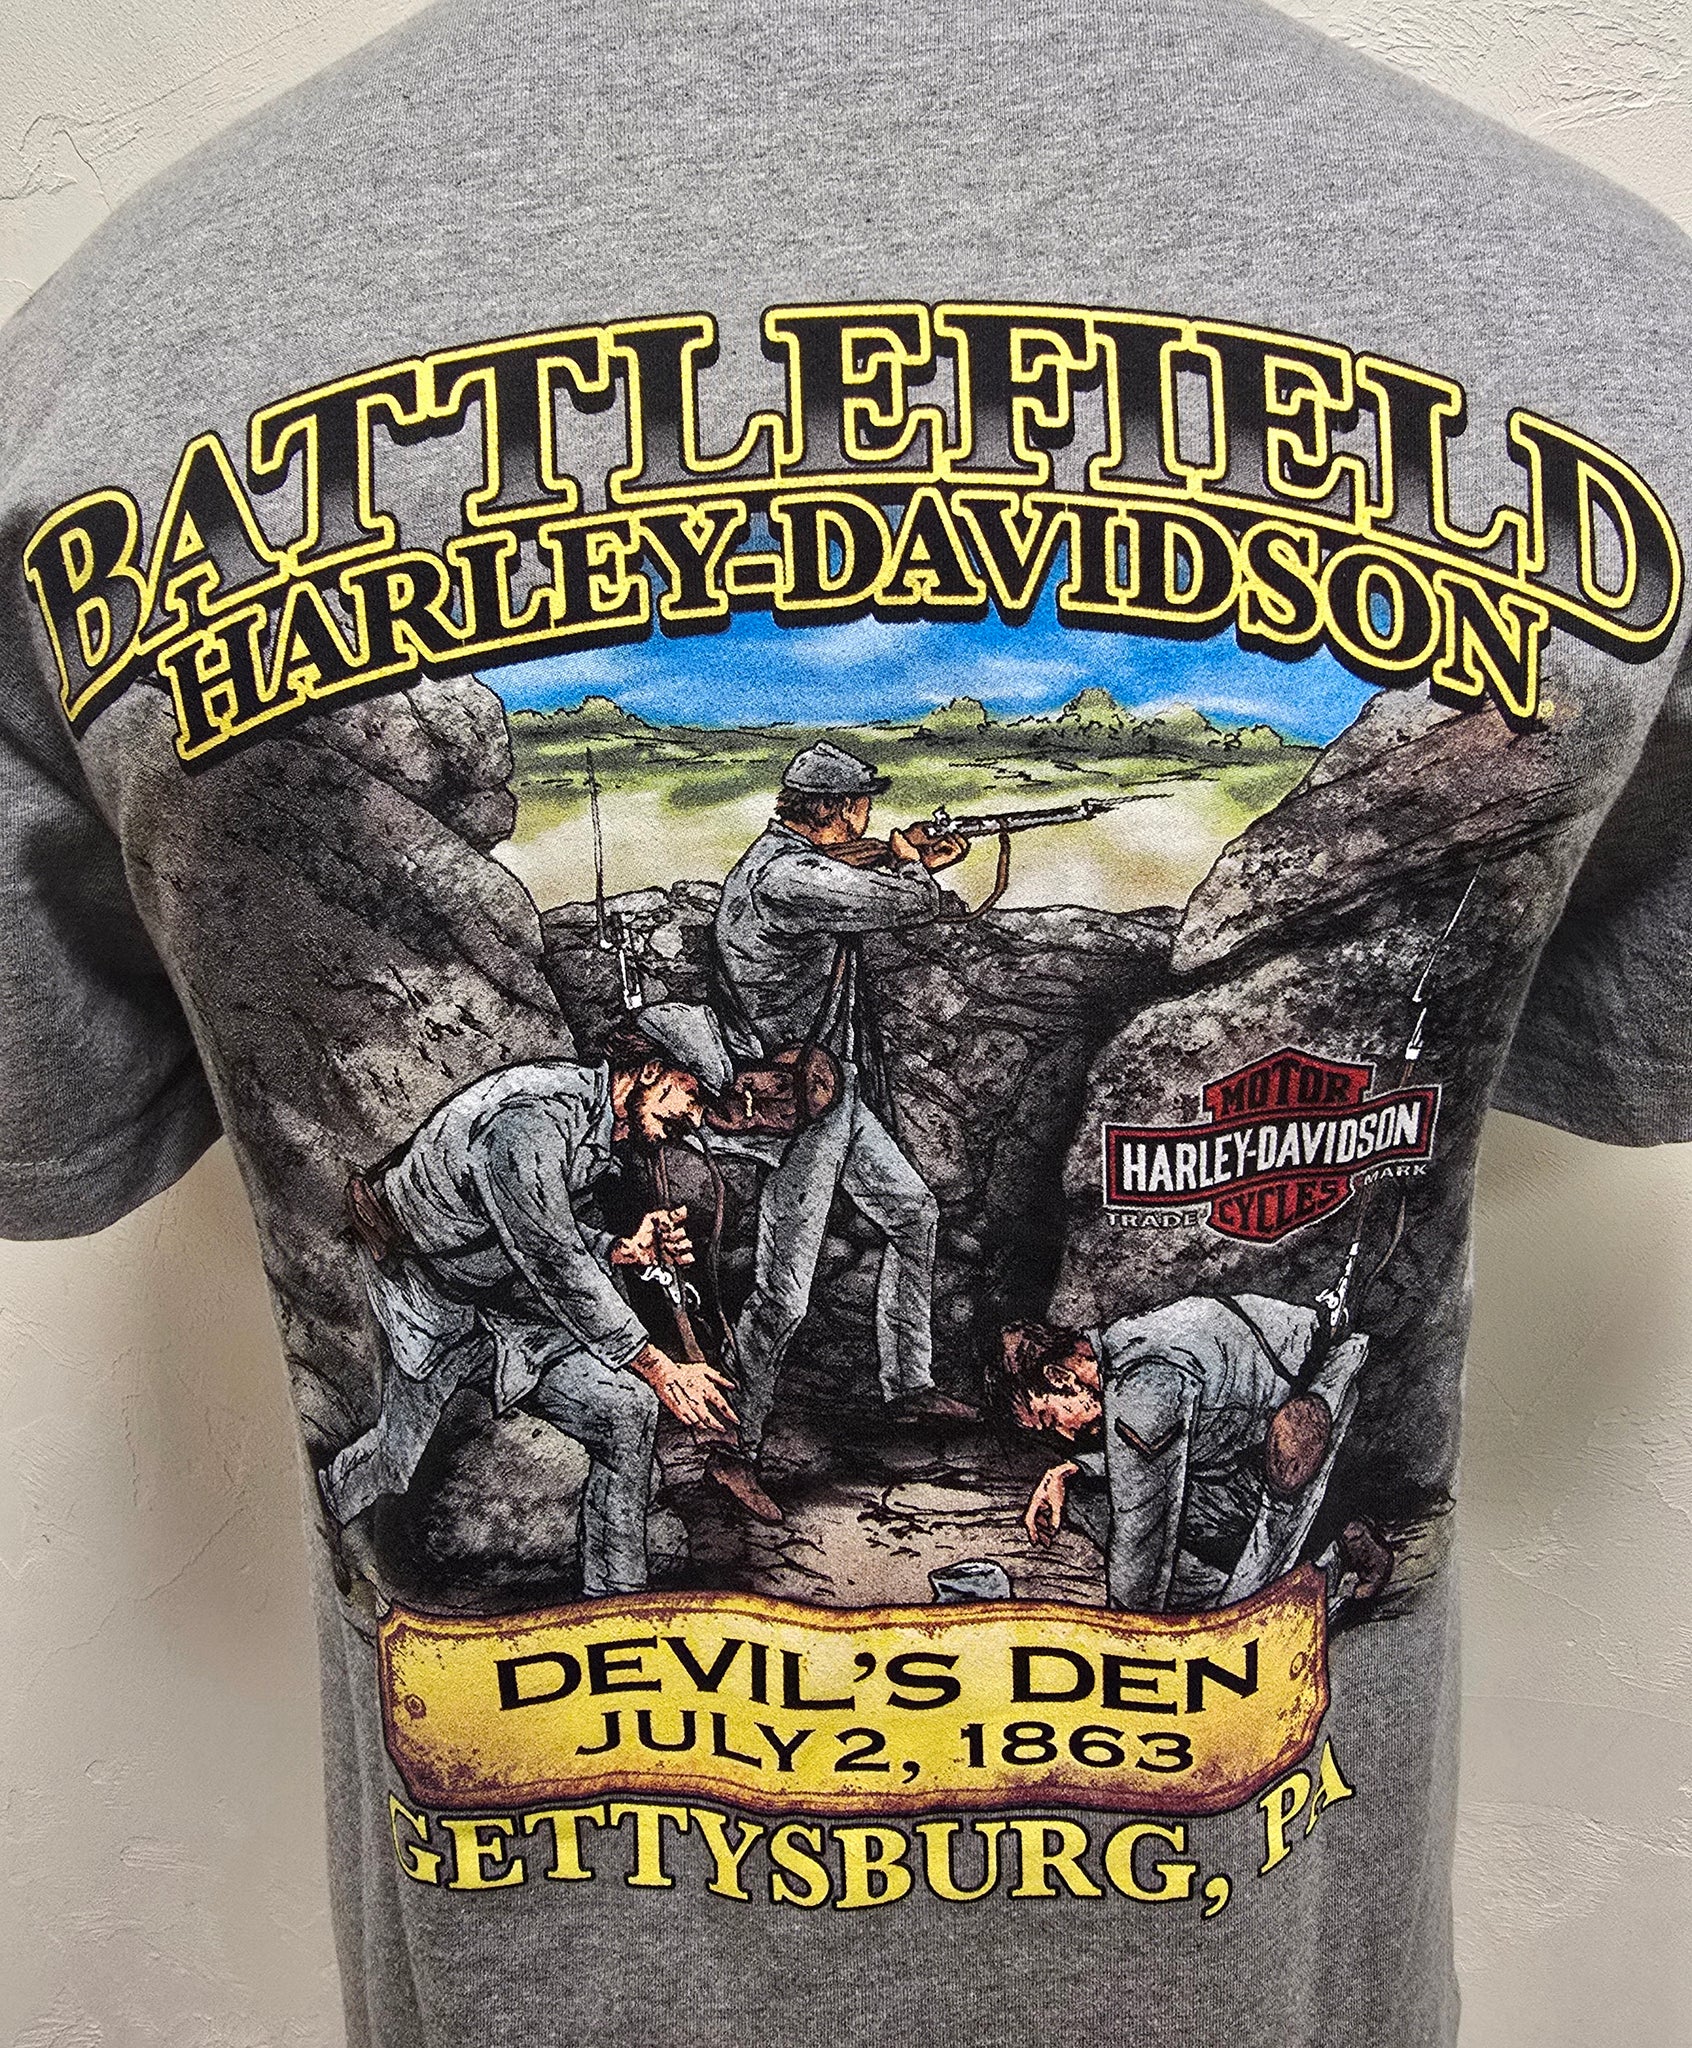 BATTLEFIELD
HARLEY-DAVIDSON
MOTOR
HARLEY-DAVIDSON
CYCLES
TRADE MARK
DEVIL'S DEN
JULY 2, 1863
GETTYSBURG, PA